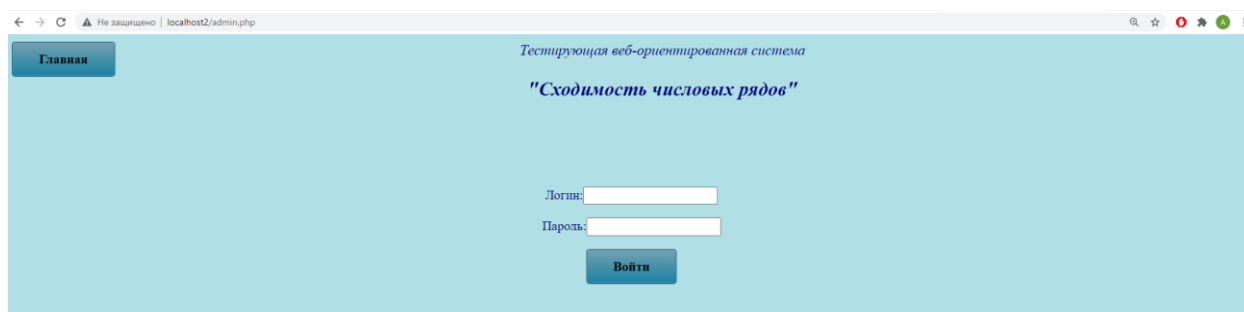 Не защищено | localhost2/admin.php
А
Главная
Тестирующая веб-ориентированная система
"Сходимость числовых рядов"
Логин:
Пароль:
Войти